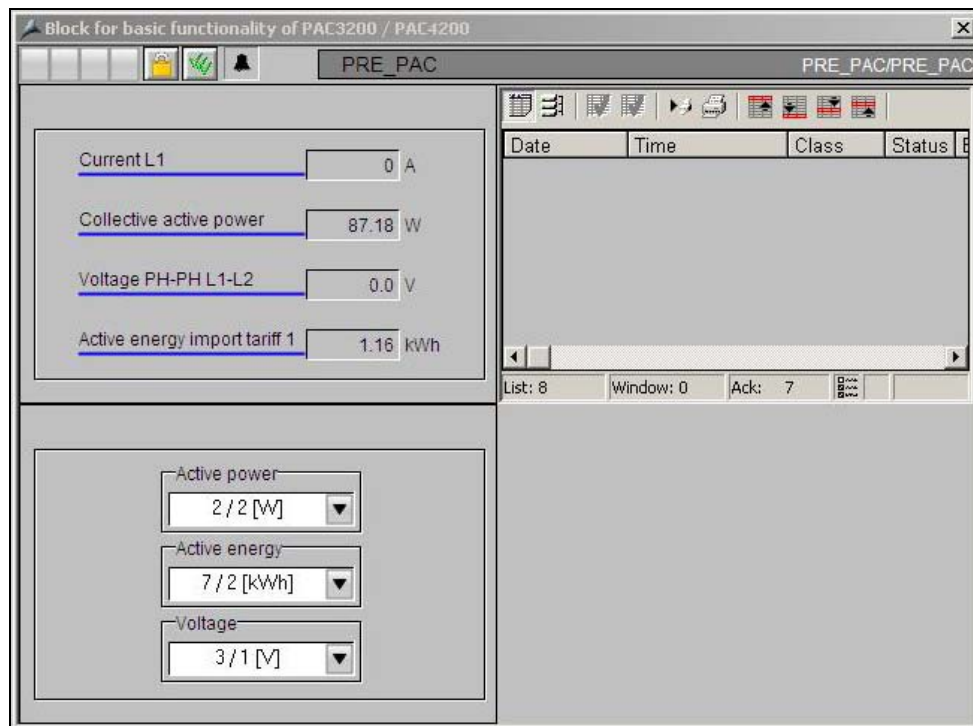 Block for basic functionality of PAC3200 / PAC4200
PRE_PAC
PRE_PAC/PRE_PAC
Current L1 0 A
Collective active power 87.18 W
Voltage PH-PH L1-L2 0.0 V
Active energy import tariff 1 1.16 kWh
Date Time Class Status
List: 8 Window: 0 Ack: 7
Active power
2 / 2 [W]
Active energy
7 / 2 [kWh]
Voltage
3 / 1 [V]